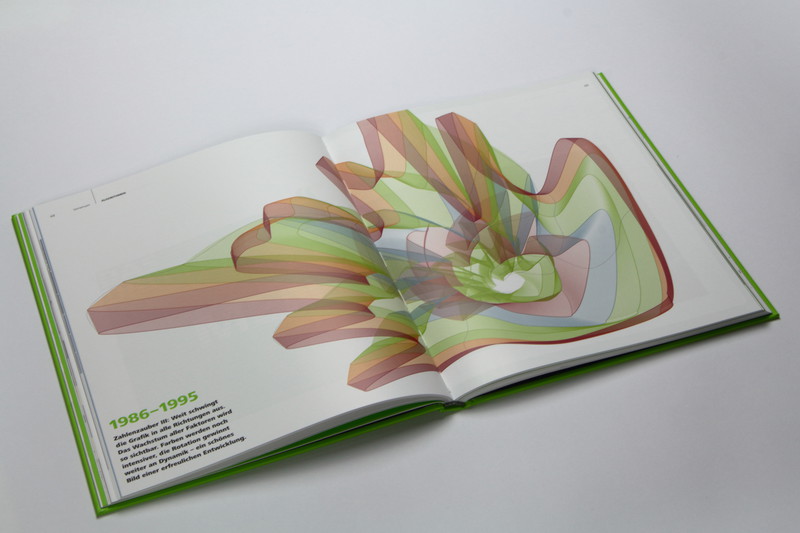 1986–1995
Zahlenzauber III: Weit schwingt
die Grafik in alle Richtungen aus.
Das Wachstum aller Faktoren wird
so sichtbar. Farben werden noch
intensiver, die Rotation gewinnt
weiter an Dynamik – ein schönes
Bild einer erfreulichen Entwicklung.